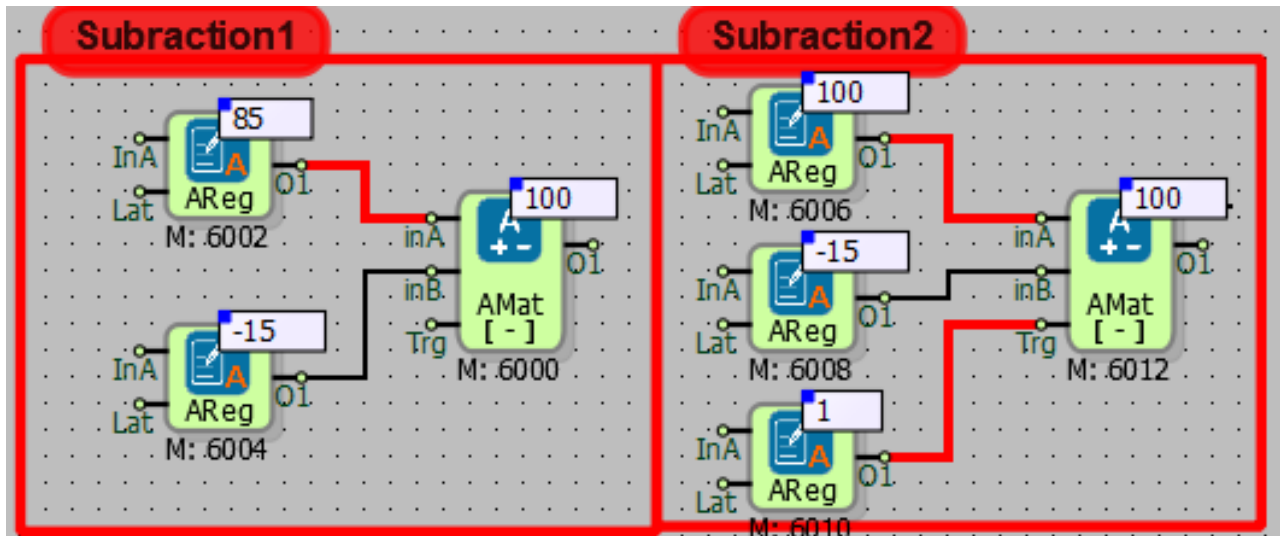 Subraction1
85
InA
O1
Lat
AReg
M: 6002
-15
InA
O1
Lat
AReg
M: 6004
100
A
inA
O1
inB
AMat
[ - ]
Trg
M: 6000
Subraction2
100
InA
O1
Lat
AReg
M: 6006
-15
InA
O1
Lat
AReg
M: 6008
1
InA
O1
Lat
AReg
M: 6010
100
A
inA
O1
inB
AMat
[ - ]
Trg
M: 6012